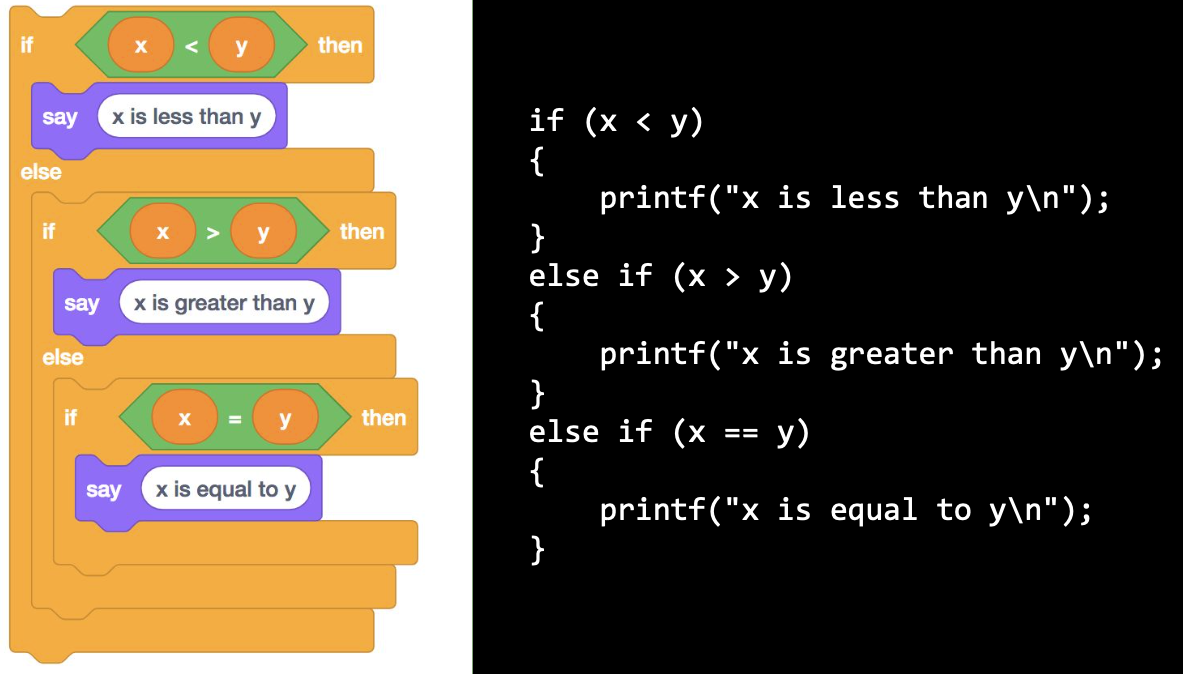 if x < y then
say x is less than y
else
if x > y then
say x is greater than y
else
if x = y then
say x is equal to y
if (x < y)
{
    printf("x is less than y\n");
}
else if (x > y)
{
    printf("x is greater than y\n");
}
else if (x == y)
{
    printf("x is equal to y\n");
}